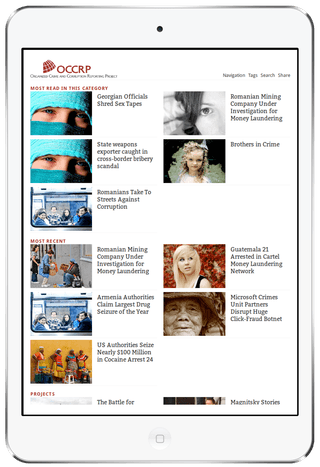 OCCRP
Organized Crime and Corruption Reporting Project
Navigation Tags Search Share
MOST READ IN THIS CATEGORY
Georgian Officials
Shred Sex Tapes
Romanian Mining
Company Under
Investigation for
Money Laundering
State weapons
exporter caught in
cross-border bribery
scandal
Brothers in Crime
Romanians Take To
Streets Against
Corruption
MOST RECENT
Romanian Mining
Company Under
Investigation for
Money Laundering
Guatemala 21
Arrested in Cartel
Money Laundering
Network
Armenia Authorities
Claim Largest Drug
Seizure of the Year
Microsoft Crimes
Unit Partners
Disrupt Huge
Click-Fraud Botnet
US Authorities Seize
Nearly $100 Million
in Cocaine Arrest 24
PROJECTS
The Battle for
Magnitsky Stories